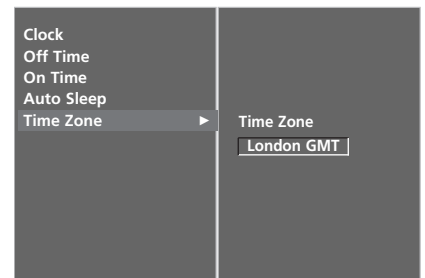 Clock
Off Time
On Time
Auto Sleep
Time Zone ►
Time Zone
London GMT